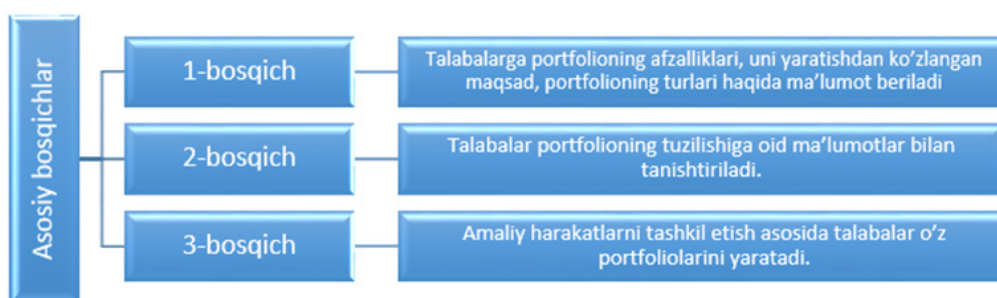 Asosiy bosqichlar
1-bosqich
Talabalarga portfolioning afzalliklari, uni yaratishdan ko’zlangan
maqsad, portfolioning turlari haqida ma’lumot beriladi
2-bosqich
Talabalar portfolioning tuzilishiga oid ma’lumotlar bilan
tanishtiriladi.
3-bosqich
Amaliy harakatlarni tashkil etish asosida talabalar o’z
portfoliolarini yaratadi.